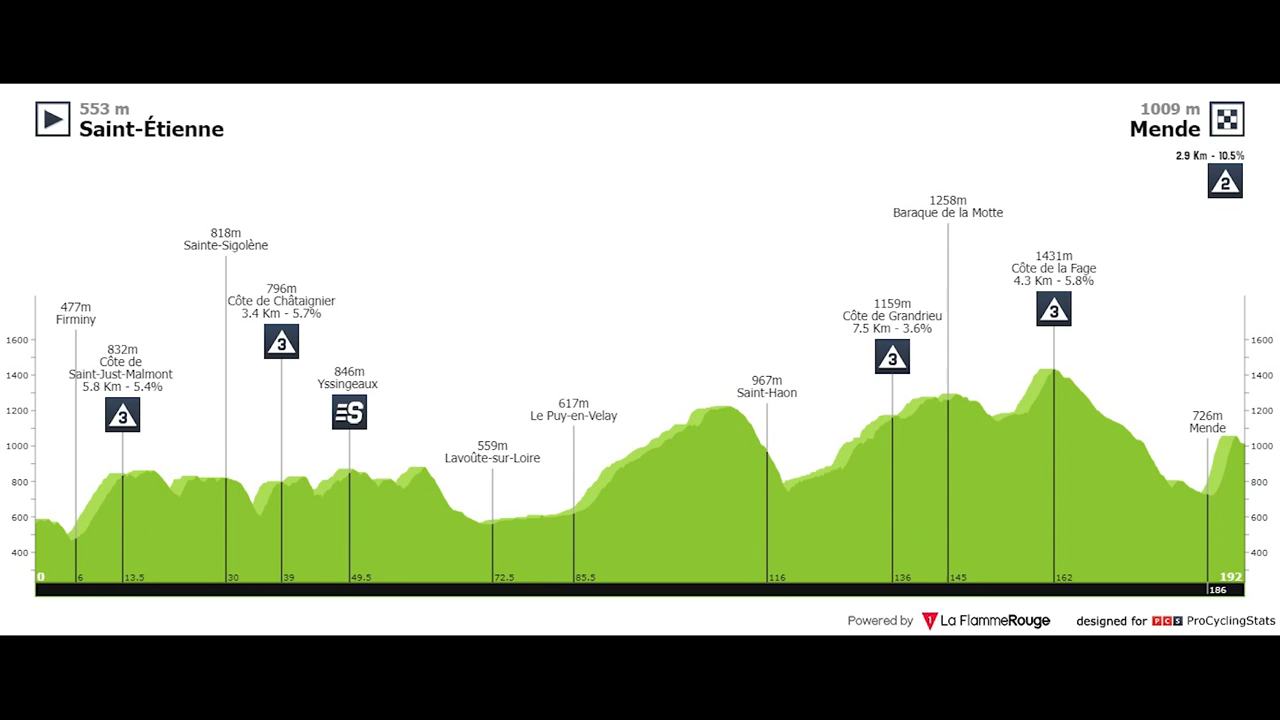 553 m
Saint-Étienne
1009 m
Mende
2.9 Km - 10.5%
2
1258m
Baraque de la Motte
818m
Sainte-Sigolène
1431m
Côte de la Fage
4.3 Km - 5.8%
3
796m
Côte de Châtaignier
3.4 Km - 5.7%
3
1159m
Côte de Grandrieu
7.5 Km - 3.6%
3
477m
Firminy
832m
Côte de
Saint-Just-Malmont
5.8 Km - 5.4%
3
846m
Yssingeaux
S
967m
Saint-Haon
617m
Le Puy-en-Velay
726m
Mende
559m
Lavoûte-sur-Loire
1600 1600
1400 1400
1200 1200
1000 1000
800 800
600 600
400 400
0 6 13.5 30 39 49.5 72.5 85.5 116 136 145 162 192
186
Powered by La FlammeRouge designed for PCS ProCyclingStats